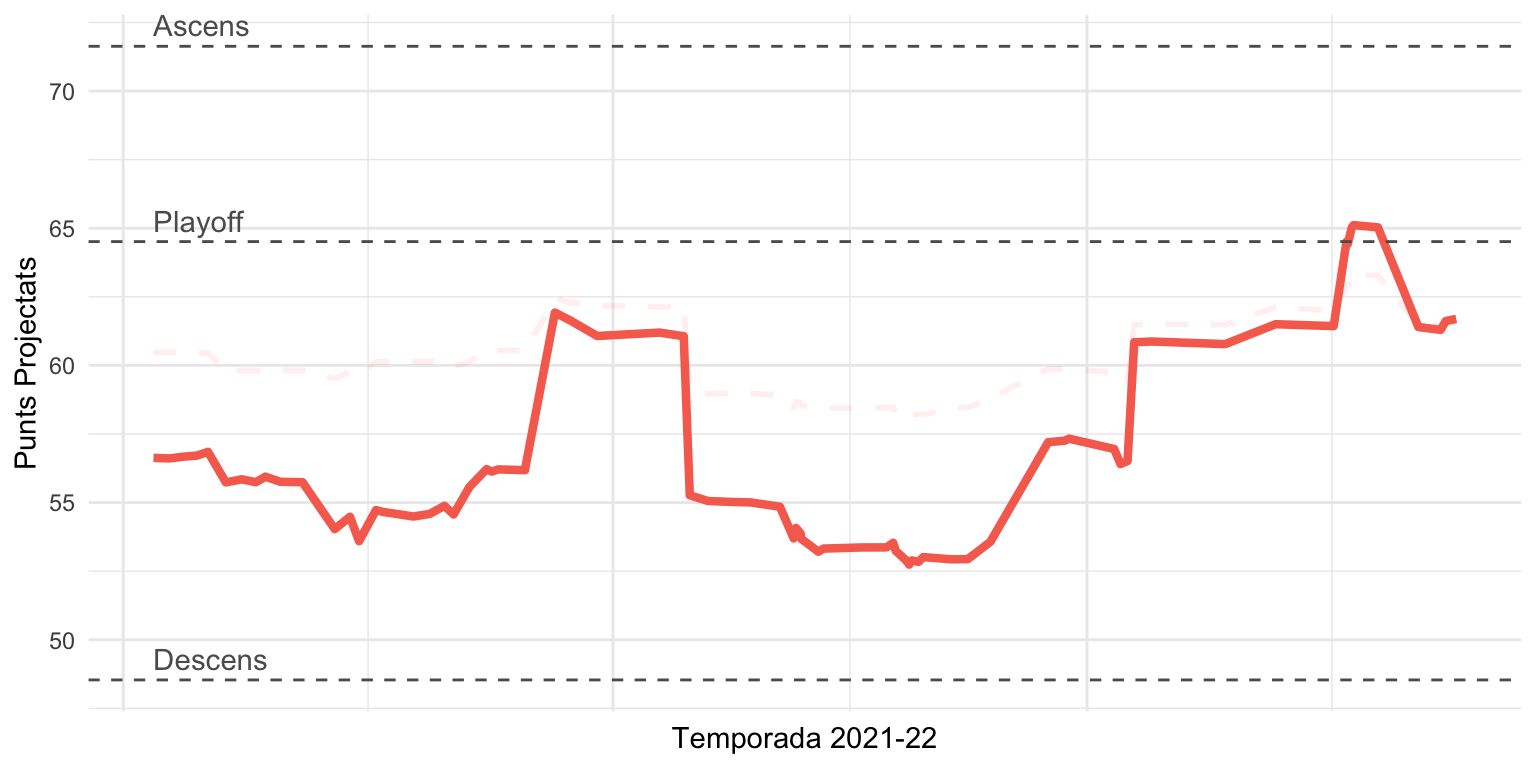 Ascens
70
Playoff
65
Punts Projectats
60
55
50
Descens
Temporada 2021-22